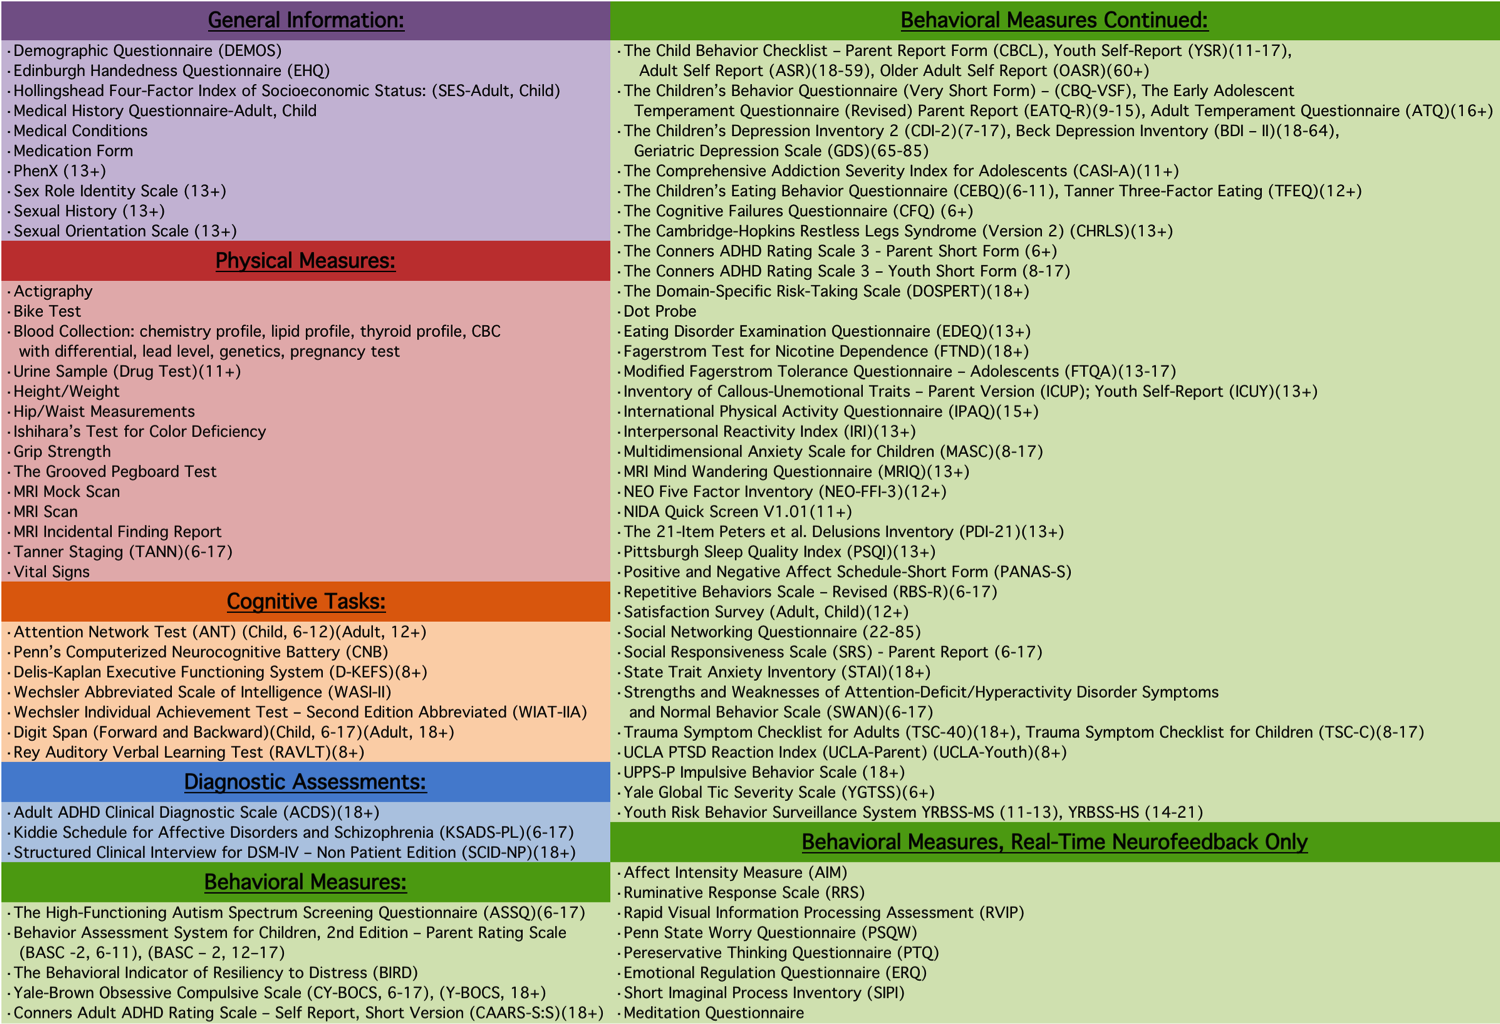 General Information:
·Demographic Questionnaire (DEMOS)
·Edinburgh Handedness Questionnaire (EHQ)
·Hollingshead Four-Factor Index of Socioeconomic Status: (SES-Adult, Child)
·Medical History Questionnaire-Adult, Child
·Medical Conditions
·Medication Form
·PhenX (13+)
·Sex Role Identity Scale (13+)
·Sexual History (13+)
·Sexual Orientation Scale (13+)
Physical Measures:
·Actigraphy
·Bike Test
·Blood Collection: chemistry profile, lipid profile, thyroid profile, CBC
with differential, lead level, genetics, pregnancy test
·Urine Sample (Drug Test)(11+)
·Height/Weight
·Hip/Waist Measurements
·Ishihara's Test for Color Deficiency
·Grip Strength
·The Grooved Pegboard Test
·MRI Mock Scan
·MRI Scan
·MRI Incidental Finding Report
·Tanner Staging (TANN)(6-17)
·Vital Signs
Cognitive Tasks:
·Attention Network Test (ANT) (Child, 6-12)(Adult, 12+)
·Penn's Computerized Neurocognitive Battery (CNB)
·Delis-Kaplan Executive Functioning System (D-KEFS)(8+)
·Wechsler Abbreviated Scale of Intelligence (WASI-II)
·Wechsler Individual Achievement Test – Second Edition Abbreviated (WIAT-IIA)
·Digit Span (Forward and Backward)(Child, 6-17)(Adult, 18+)
·Rey Auditory Verbal Learning Test (RAVLT)(8+)
Diagnostic Assessments:
·Adult ADHD Clinical Diagnostic Scale (ACDS)(18+)
·Kiddie Schedule for Affective Disorders and Schizophrenia (KSADS-PL)(6-17)
·Structured Clinical Interview for DSM-IV – Non Patient Edition (SCID-NP)(18+)
Behavioral Measures:
·The High-Functioning Autism Spectrum Screening Questionnaire (ASSQ)(6-17)
·Behavior Assessment System for Children, 2nd Edition – Parent Rating Scale
(BASC -2, 6-11), (BASC – 2, 12–17)
·The Behavioral Indicator of Resiliency to Distress (BIRD)
·Yale-Brown Obsessive Compulsive Scale (CY-BOCS, 6-17), (Y-BOCS, 18+)
·Conners Adult ADHD Rating Scale – Self Report, Short Version (CAARS-S:S)(18+)
Behavioral Measures Continued:
·The Child Behavior Checklist – Parent Report Form (CBCL), Youth Self-Report (YSR)(11-17),
Adult Self Report (ASR)(18-59), Older Adult Self Report (OASR)(60+)
·The Children's Behavior Questionnaire (Very Short Form) – (CBQ-VSF), The Early Adolescent
Temperament Questionnaire (Revised) Parent Report (EATQ-R)(9-15), Adult Temperament Questionnaire (ATQ)(16+)
·The Children's Depression Inventory 2 (CDI-2)(7-17), Beck Depression Inventory (BDI – II)(18-64),
Geriatric Depression Scale (GDS)(65-85)
·The Comprehensive Addiction Severity Index for Adolescents (CASI-A)(11+)
·The Children's Eating Behavior Questionnaire (CEBQ)(6-11), Tanner Three-Factor Eating (TFEQ)(12+)
·The Cognitive Failures Questionnaire (CFQ) (6+)
·The Cambridge-Hopkins Restless Legs Syndrome (Version 2) (CHRLS)(13+)
·The Conners ADHD Rating Scale 3 - Parent Short Form (6+)
·The Conners ADHD Rating Scale 3 – Youth Short Form (8-17)
·The Domain-Specific Risk-Taking Scale (DOSPERT)(18+)
·Dot Probe
·Eating Disorder Examination Questionnaire (EDEQ)(13+)
·Fagerstrom Test for Nicotine Dependence (FTND)(18+)
·Modified Fagerstrom Tolerance Questionnaire – Adolescents (FTQA)(13-17)
·Inventory of Callous-Unemotional Traits – Parent Version (ICUP); Youth Self-Report (ICUY)(13+)
·International Physical Activity Questionnaire (IPAQ)(15+)
·Interpersonal Reactivity Index (IRI)(13+)
·Multidimensional Anxiety Scale for Children (MASC)(8-17)
·MRI Mind Wandering Questionnaire (MRIQ)(13+)
·NEO Five Factor Inventory (NEO-FFI-3)(12+)
·NIDA Quick Screen V1.01(11+)
·The 21-Item Peters et al. Delusions Inventory (PDI-21)(13+)
·Pittsburgh Sleep Quality Index (PSQI)(13+)
·Positive and Negative Affect Schedule-Short Form (PANAS-S)
·Repetitive Behaviors Scale – Revised (RBS-R)(6-17)
·Satisfaction Survey (Adult, Child)(12+)
·Social Networking Questionnaire (22-85)
·Social Responsiveness Scale (SRS) - Parent Report (6-17)
·State Trait Anxiety Inventory (STAI)(18+)
·Strengths and Weaknesses of Attention-Deficit/Hyperactivity Disorder Symptoms
and Normal Behavior Scale (SWAN)(6-17)
·Trauma Symptom Checklist for Adults (TSC-40)(18+), Trauma Symptom Checklist for Children (TSC-C)(8-17)
·UCLA PTSD Reaction Index (UCLA-Parent) (UCLA-Youth)(8+)
·UPPS-P Impulsive Behavior Scale (18+)
·Yale Global Tic Severity Scale (YGTSS)(6+)
·Youth Risk Behavior Surveillance System YRBSS-MS (11-13), YRBSS-HS (14-21)
Behavioral Measures, Real-Time Neurofeedback Only
·Affect Intensity Measure (AIM)
·Ruminative Response Scale (RRS)
·Rapid Visual Information Processing Assessment (RVIP)
·Penn State Worry Questionnaire (PSQW)
·Pereservative Thinking Questionnaire (PTQ)
·Emotional Regulation Questionnaire (ERQ)
·Short Imaginal Process Inventory (SIPI)
·Meditation Questionnaire